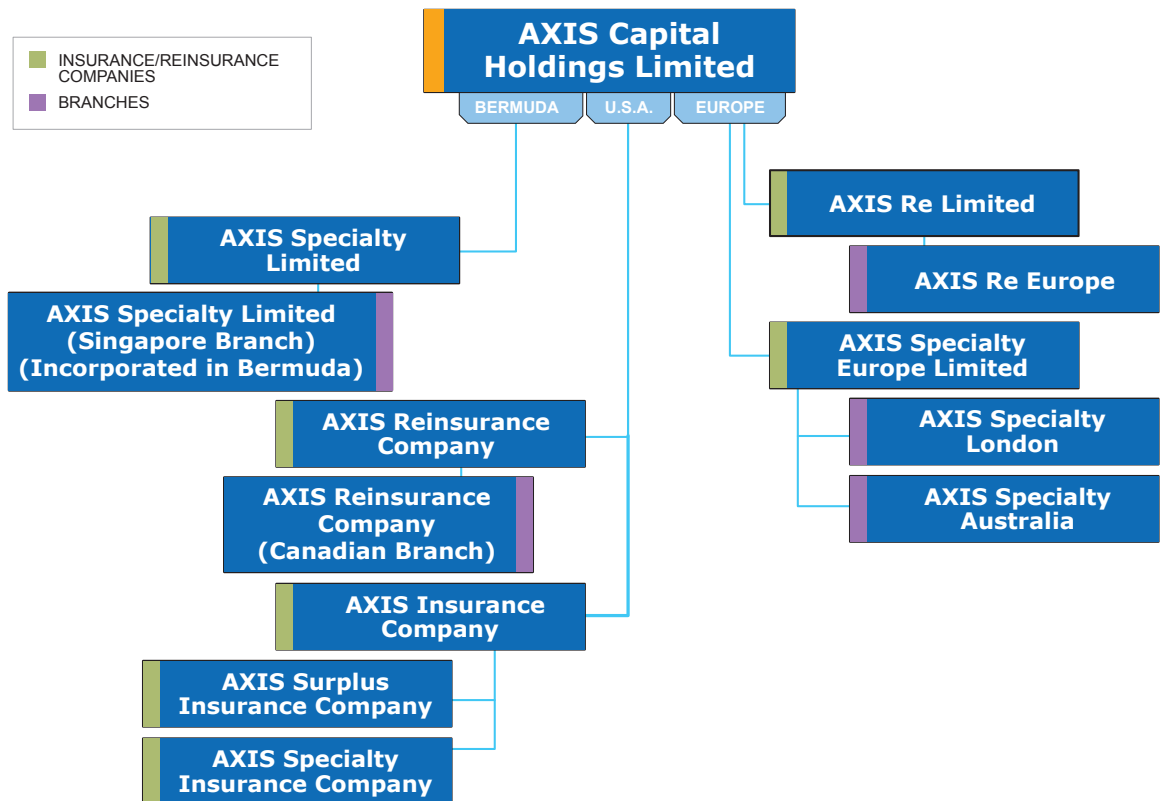 AXIS Capital
Holdings Limited
INSURANCE/REINSURANCE
COMPANIES
BRANCHES
BERMUDA
U.S.A.
EUROPE
AXIS Specialty
Limited
AXIS Specialty Limited
(Singapore Branch)
(Incorporated in Bermuda)
AXIS Reinsurance
Company
AXIS Reinsurance
Company
(Canadian Branch)
AXIS Insurance
Company
AXIS Surplus
Insurance Company
AXIS Specialty
Insurance Company
AXIS Re Limited
AXIS Re Europe
AXIS Specialty
Europe Limited
AXIS Specialty
London
AXIS Specialty
Australia